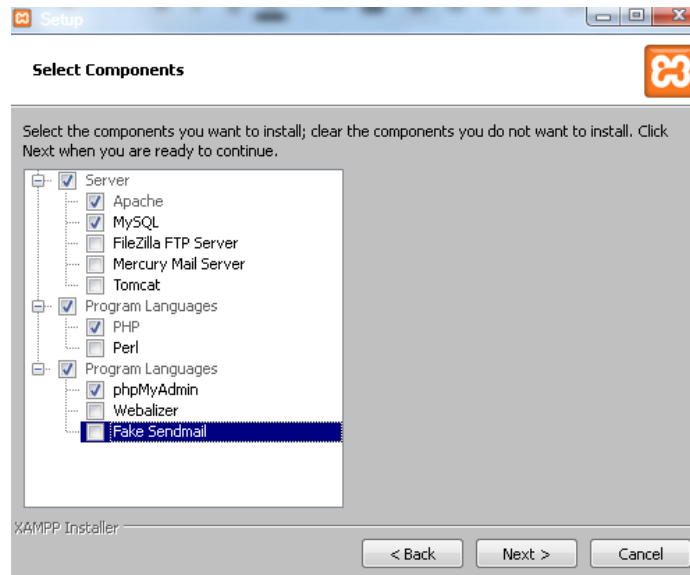 Setup
Select Components
Select the components you want to install; clear the components you do not want to install. Click
Next when you are ready to continue.
Server
Apache
MySQL
FileZilla FTP Server
Mercury Mail Server
Tomcat
Program Languages
PHP
Perl
Program Languages
phpMyAdmin
Webalizer
Fake Sendmail
XAMPP Installer
< Back Next > Cancel